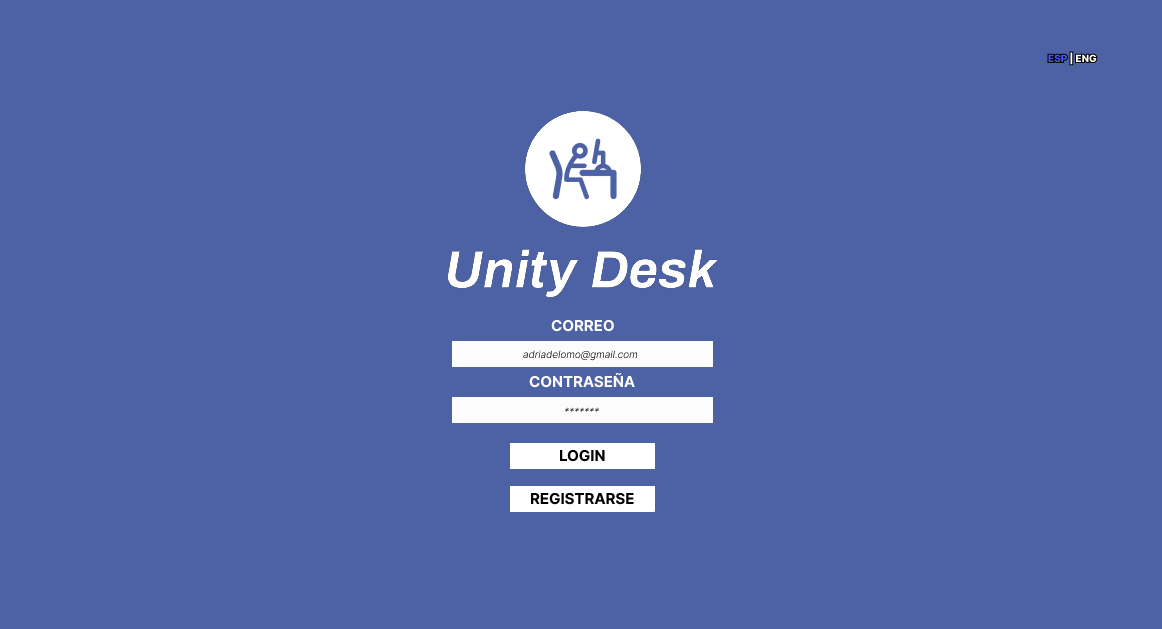 ESP | ENG
Unity Desk
CORREO
adriadelomo@gmail.com
CONTRASEÑA
*******
LOGIN
REGISTRARSE